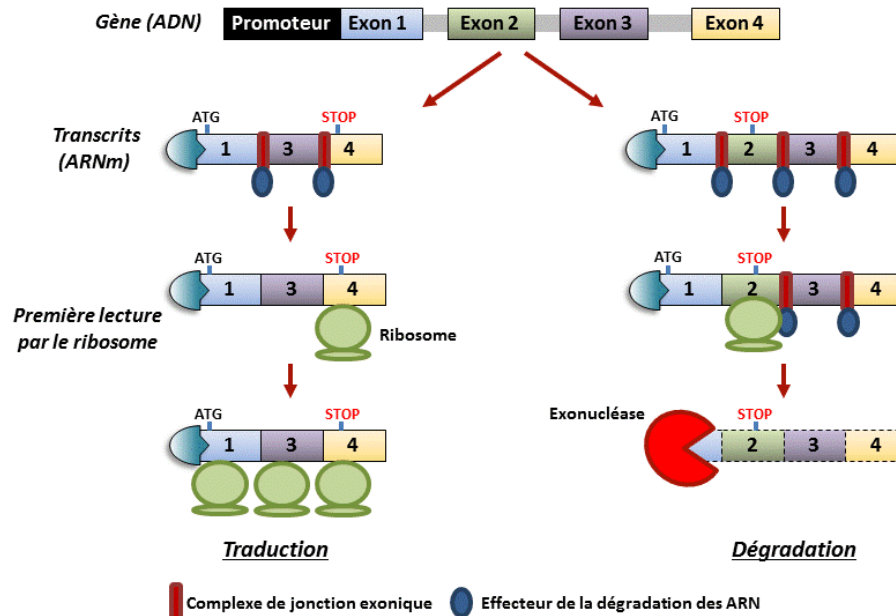 Gène (ADN) Promoteur Exon 1 Exon 2 Exon 3 Exon 4
ATG STOP STOP
ATG
Transcrits
(ARNm)
1 3 4 1 2 3 4
ATG STOP ATG STOP
1 3 4 1 2 3 4
Première lecture
par le ribosome
Ribosome
Exonucléase
ATG STOP STOP
1 3 4 2 3 4
Traduction Dégradation
Complexe de jonction exonique Effecteur de la dégradation des ARN